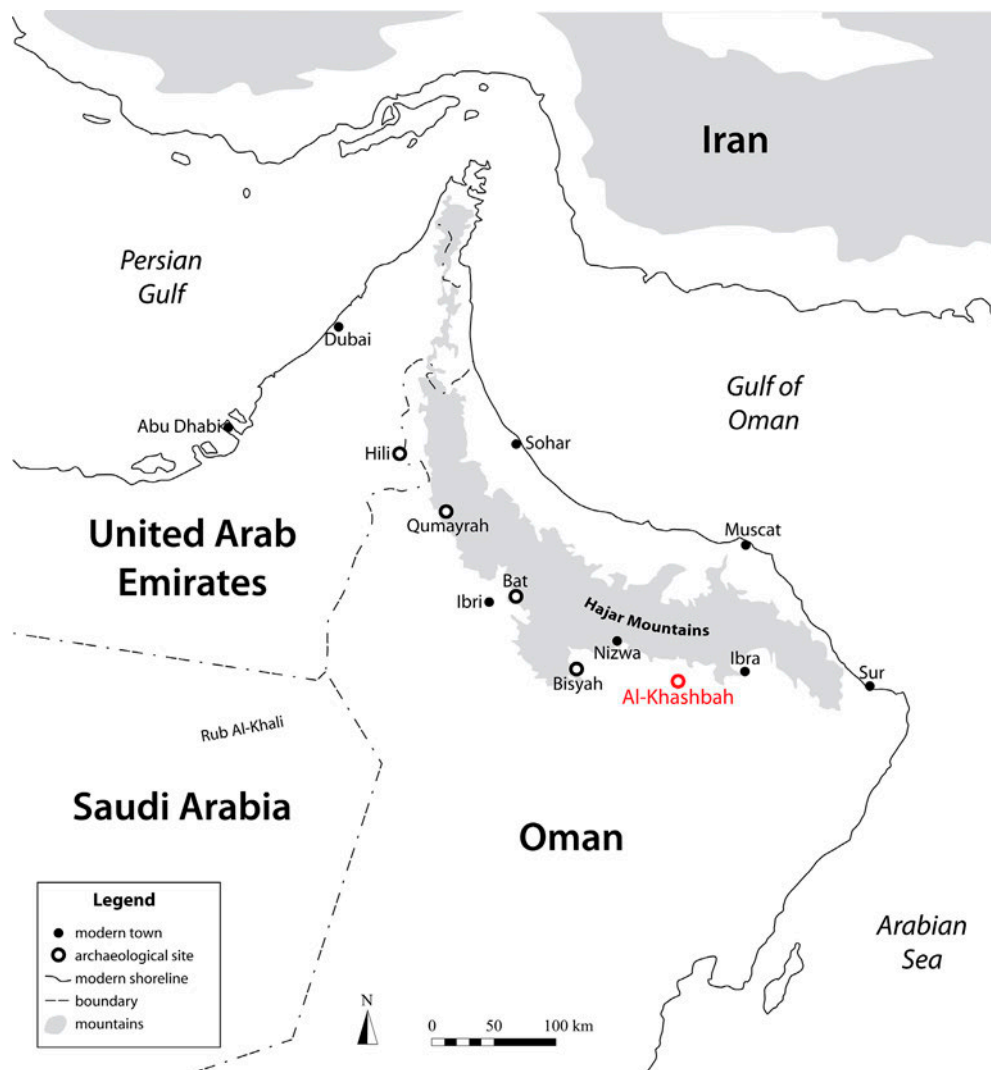 Iran
Persian
Gulf
Dubai
Gulf of
Oman
Abu Dhabi
Sohar
Hili
Qumayrah
United Arab
Emirates
Muscat
Bat
Ibri
Hajar Mountains
Nizwa
Ibra
Bisyah
Al-Khashbah
Sur
Rub Al-Khali
Saudi Arabia
Oman
Arabian
Sea
Legend
modern town
archaeological site
modern shoreline
boundary
mountains
N
0 50 100 km